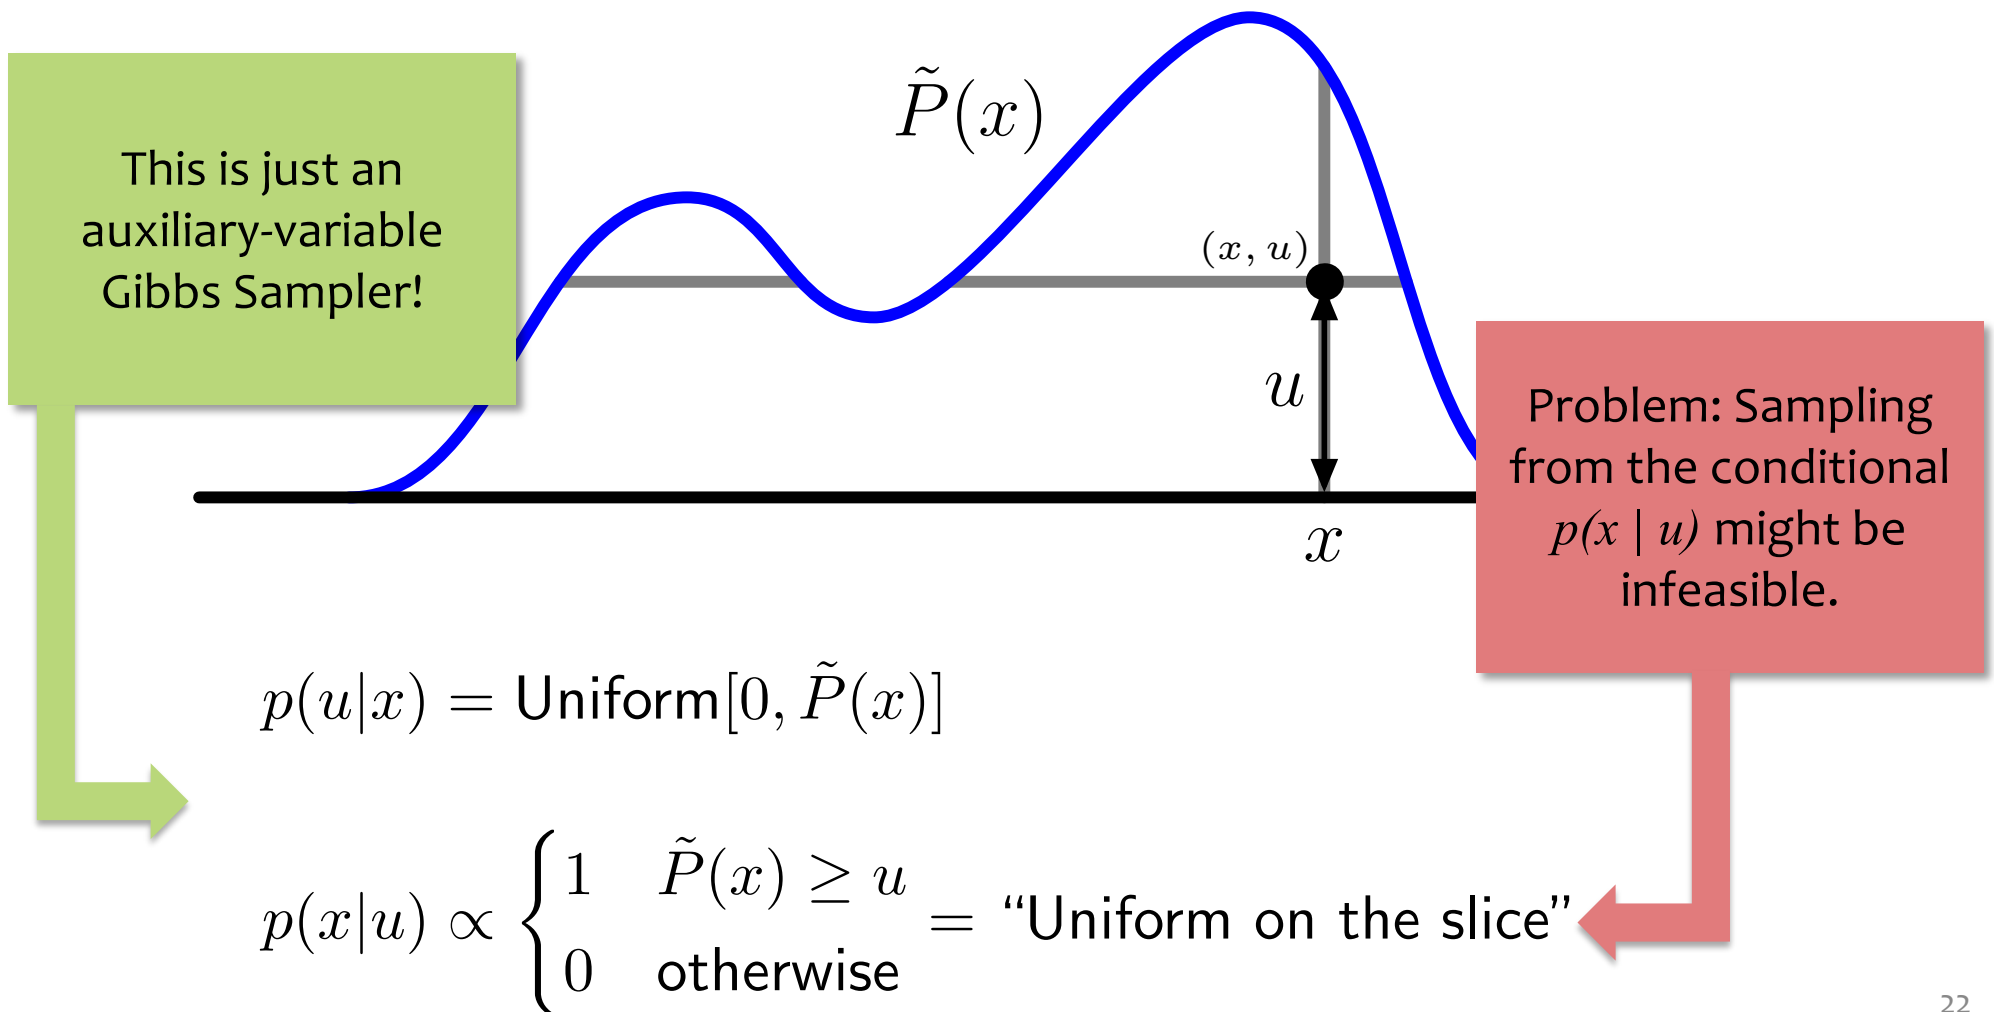 This is just an
auxiliary-variable
Gibbs Sampler!
P̃(x)
(x, u)
u
x
Problem: Sampling
from the conditional
p(x | u) might be
infeasible.
p(u|x) = Uniform[0, P̃(x)]
p(x|u) ∝ { 1 P̃(x) ≥ u
0 otherwise
= “Uniform on the slice”
22